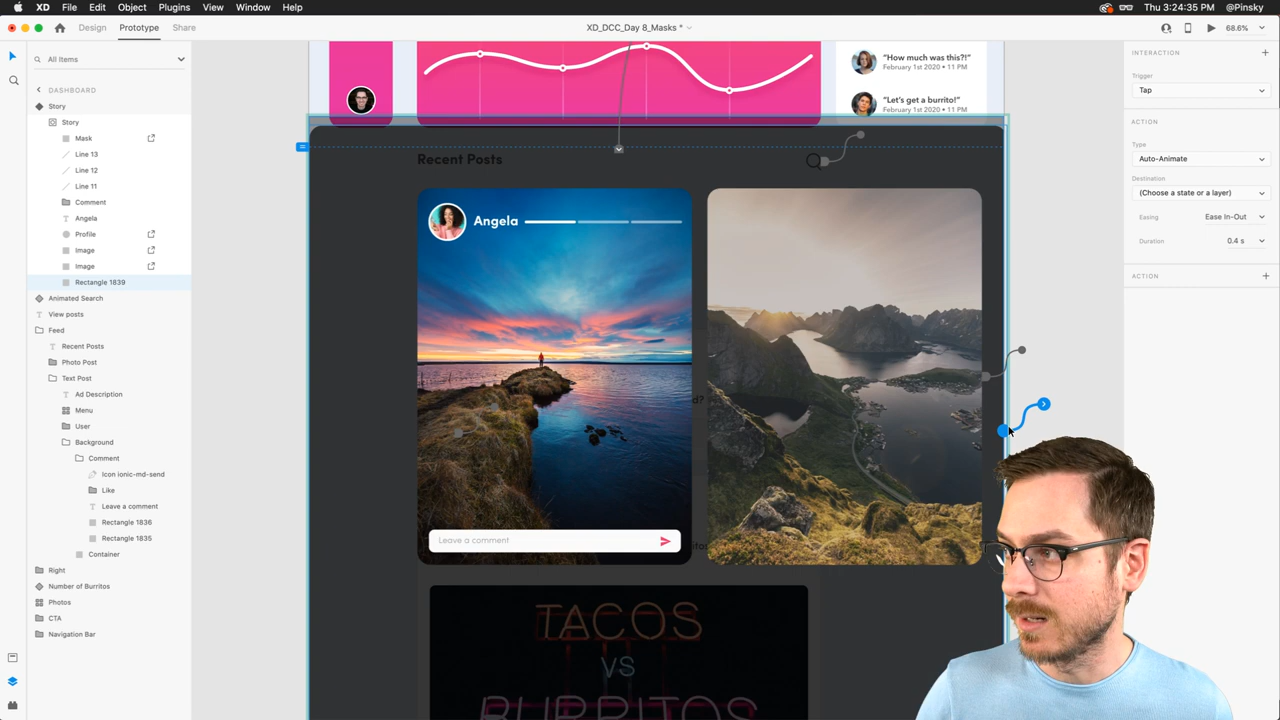 XD File Edit Object Plugins View Window Help
Thu 3:24:35 PM @Pinsky
Design Prototype Share
XD_DCC_Day 8_Masks *
68.6%
All Items
DASHBOARD
Story
Story
Mask
Line 13
Line 12
Line 11
Comment
Angela
Profile
Image
Image
Rectangle 1839
Animated Search
View posts
Feed
Recent Posts
Photo Post
Text Post
Ad Description
Menu
User
Background
Comment
Icon ionic-md-send
Like
Leave a comment
Rectangle 1836
Rectangle 1835
Container
Right
Number of Burritos
Photos
CTA
Navigation Bar
"How much was this?!"
February 1st 2020 • 11 PM
"Let's get a burrito!"
February 1st 2020 • 11 PM
Recent Posts
Angela
d?
Leave a comment
TACOS
VS
BURRITOS
INTERACTION
Trigger
Tap
ACTION
Type
Auto-Animate
Destination
(Choose a state or a layer)
Easing
Ease In-Out
Duration
0.4 s
ACTION